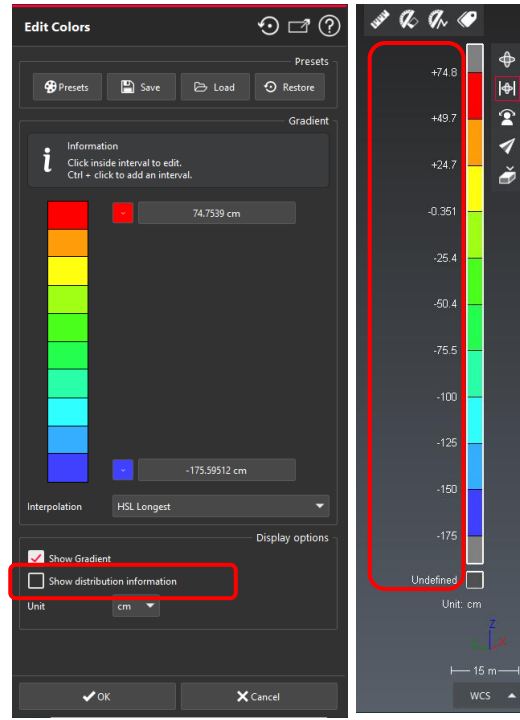 Edit Colors
Presets
Presets Save Load Restore
Gradient
Information
Click inside interval to edit.
Ctrl + click to add an interval.
74.7539 cm
-175.59512 cm
Interpolation HSL Longest
Display options
Show Gradient
Show distribution information
Unit cm
OK Cancel
+74.8
+49.7
+24.7
-0.351
-25.4
-50.4
-75.5
-100
-125
-150
-175
Undefined
Unit: cm
Z
X
15 m
WCS